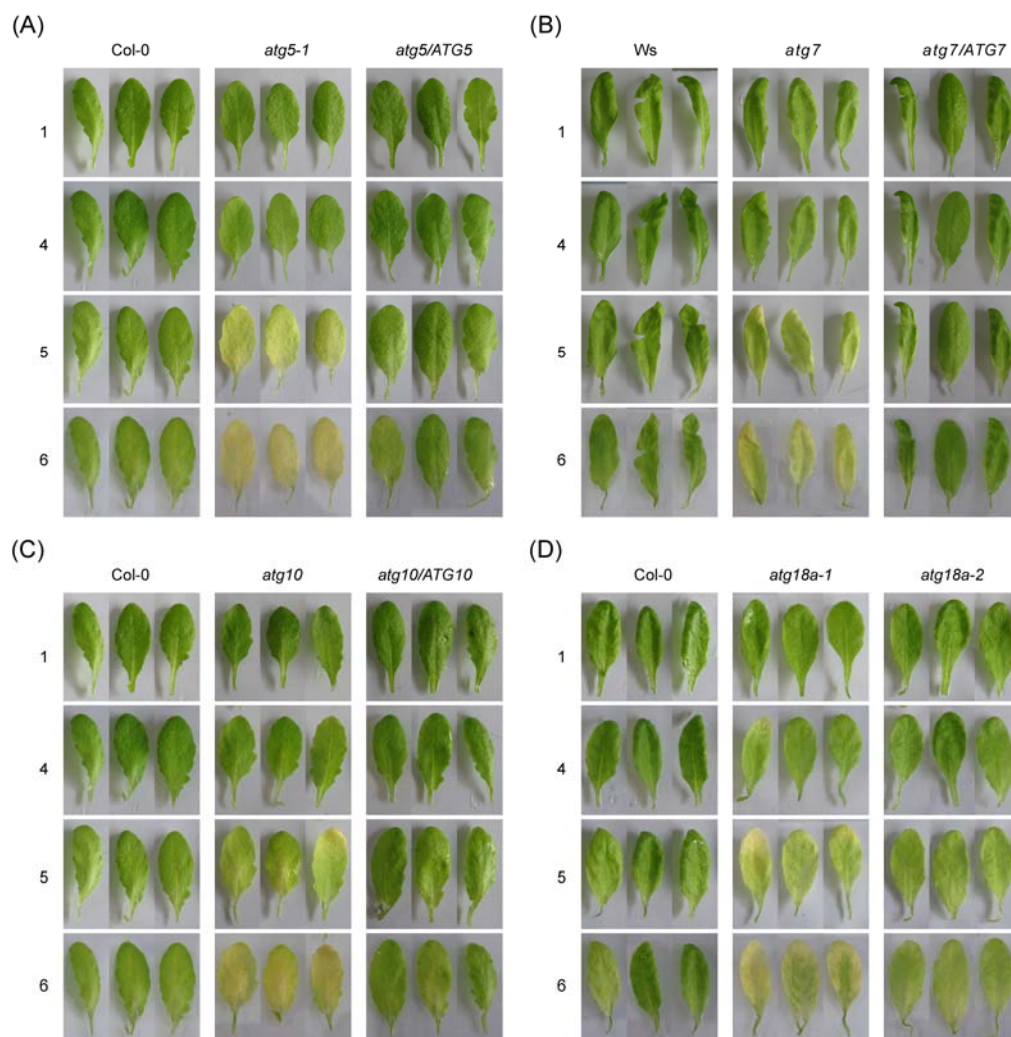 (A)
Col-0 atg5-1 atg5/ATG5
1
4
5
6
(B)
Ws atg7 atg7/ATG7
1
4
5
6
(C)
Col-0 atg10 atg10/ATG10
1
4
5
6
(D)
Col-0 atg18a-1 atg18a-2
1
4
5
6